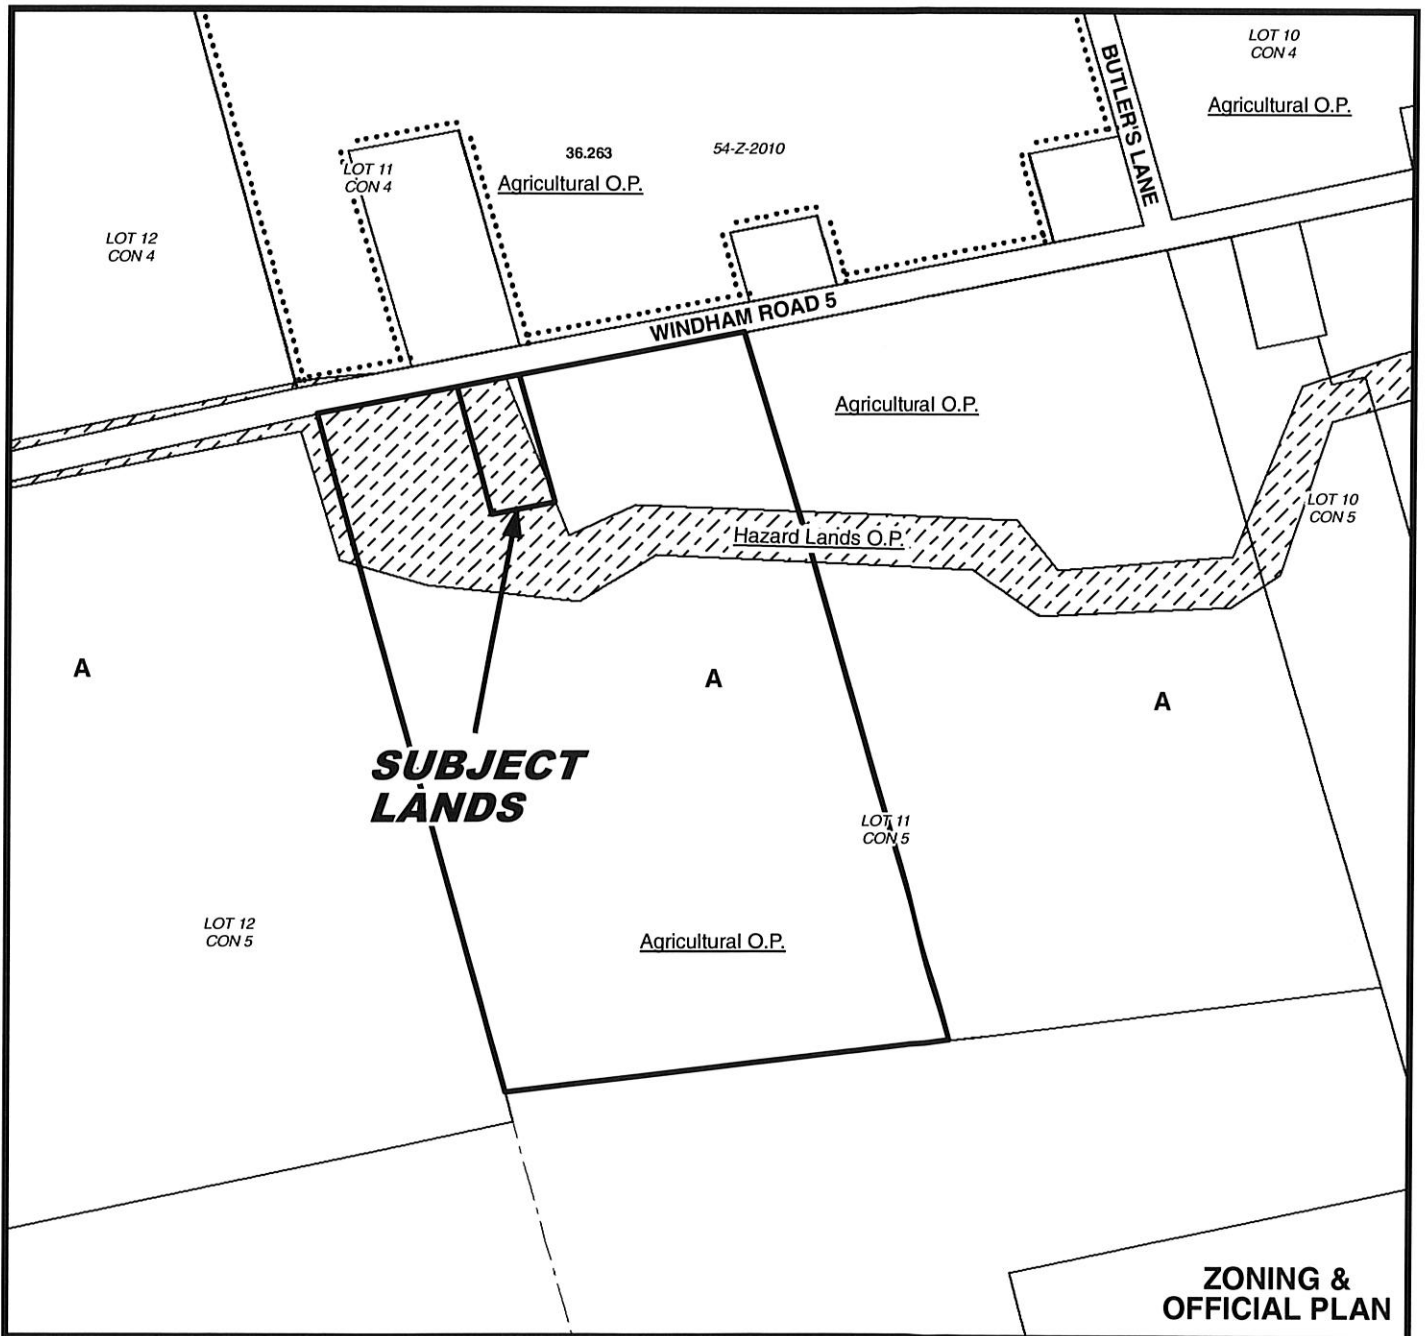 LOT 10
CON 4
Agricultural O.P.
BUTLER'S LANE
36.263
54-Z-2010
LOT 11
CON 4
Agricultural O.P.
LOT 12
CON 4
WINDHAM ROAD 5
Agricultural O.P.
LOT 10
CON 5
Hazard Lands O.P.
A
A
A
SUBJECT
LANDS
LOT 11
CON 5
LOT 12
CON 5
Agricultural O.P.
ZONING &
OFFICIAL PLAN